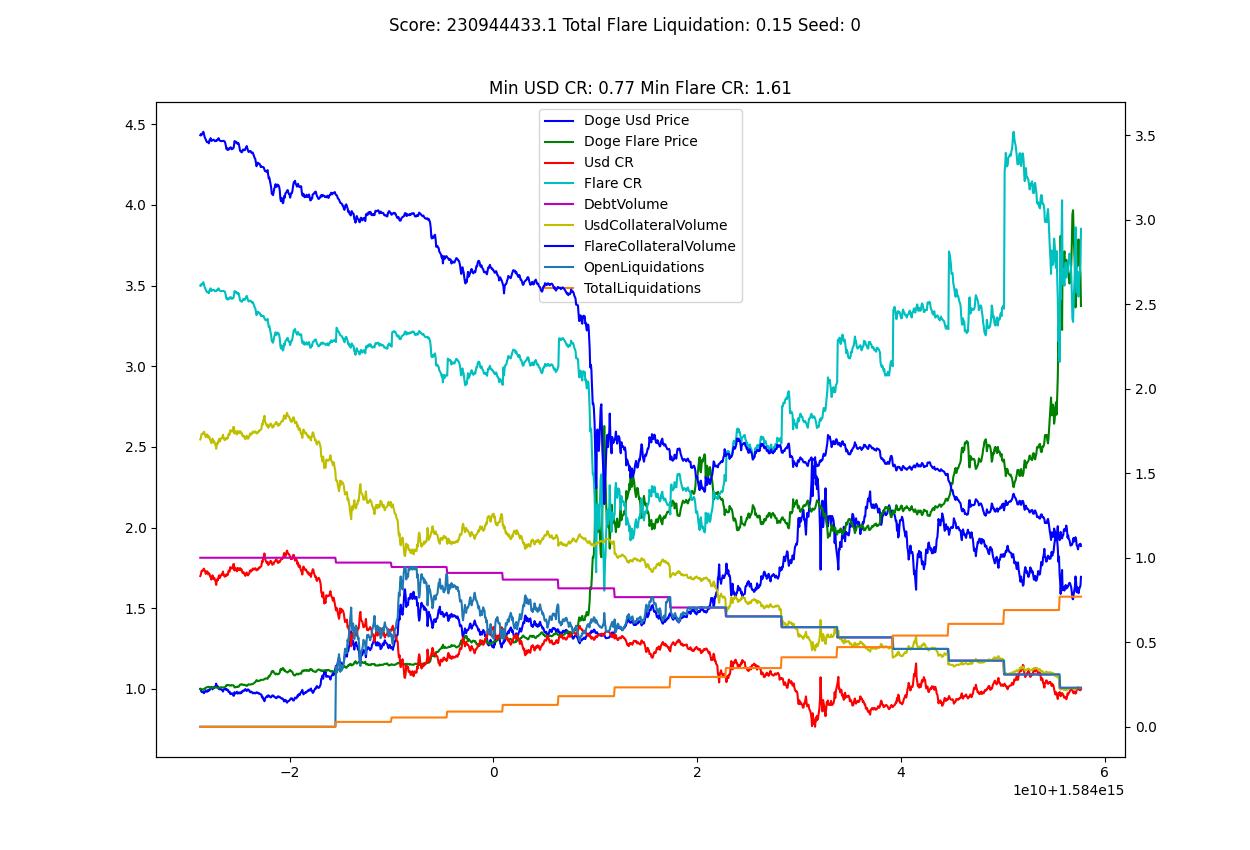 Score: 230944433.1 Total Flare Liquidation: 0.15 Seed: 0
Min USD CR: 0.77 Min Flare CR: 1.61
Doge Usd Price
Doge Flare Price
Usd CR
Flare CR
DebtVolume
UsdCollateralVolume
FlareCollateralVolume
OpenLiquidations
TotalLiquidations
4.5
4.0
3.5
3.0
2.5
2.0
1.5
1.0
3.5
3.0
2.5
2.0
1.5
1.0
0.5
0.0
−2 0 2 4 6
1e10+1.584e15